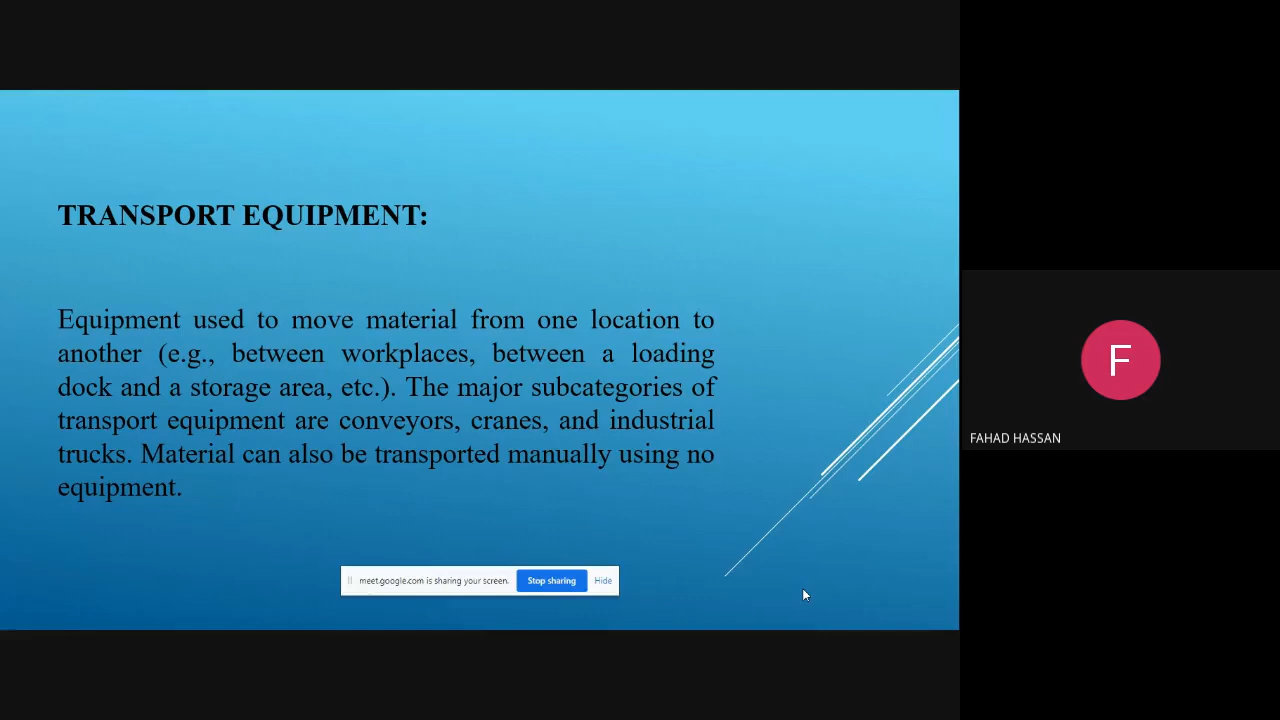 TRANSPORT EQUIPMENT:
Equipment used to move material from one location to
another (e.g., between workplaces, between a loading
dock and a storage area, etc.). The major subcategories of
transport equipment are conveyors, cranes, and industrial
trucks. Material can also be transported manually using no
equipment.
meet.google.com is sharing your screen. Stop sharing Hide
F
FAHAD HASSAN